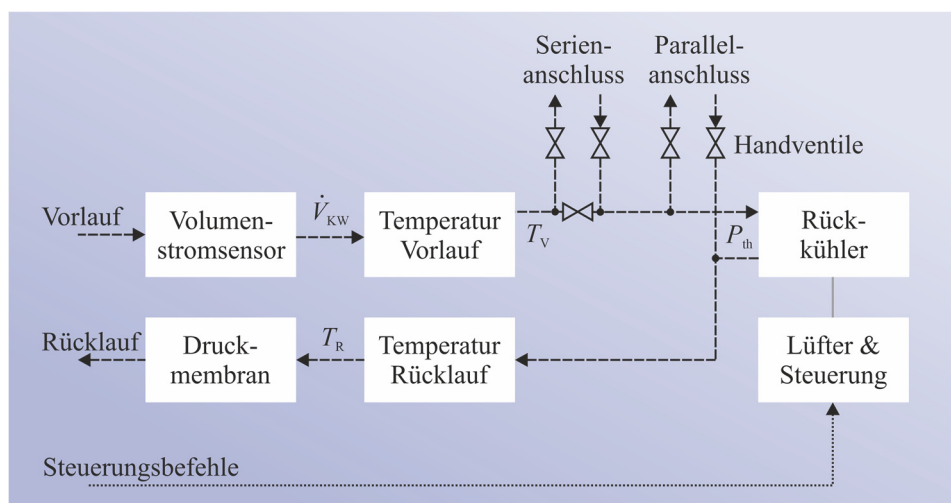 Serien-
anschluss
Parallel-
anschluss
Handventile
Vorlauf
Volumen-
stromsensor
V̇KW
Temperatur
Vorlauf
TV
Pth
Rück-
kühler
Rücklauf
Druck-
membran
TR
Temperatur
Rücklauf
Lüfter &
Steuerung
Steuerungsbefehle